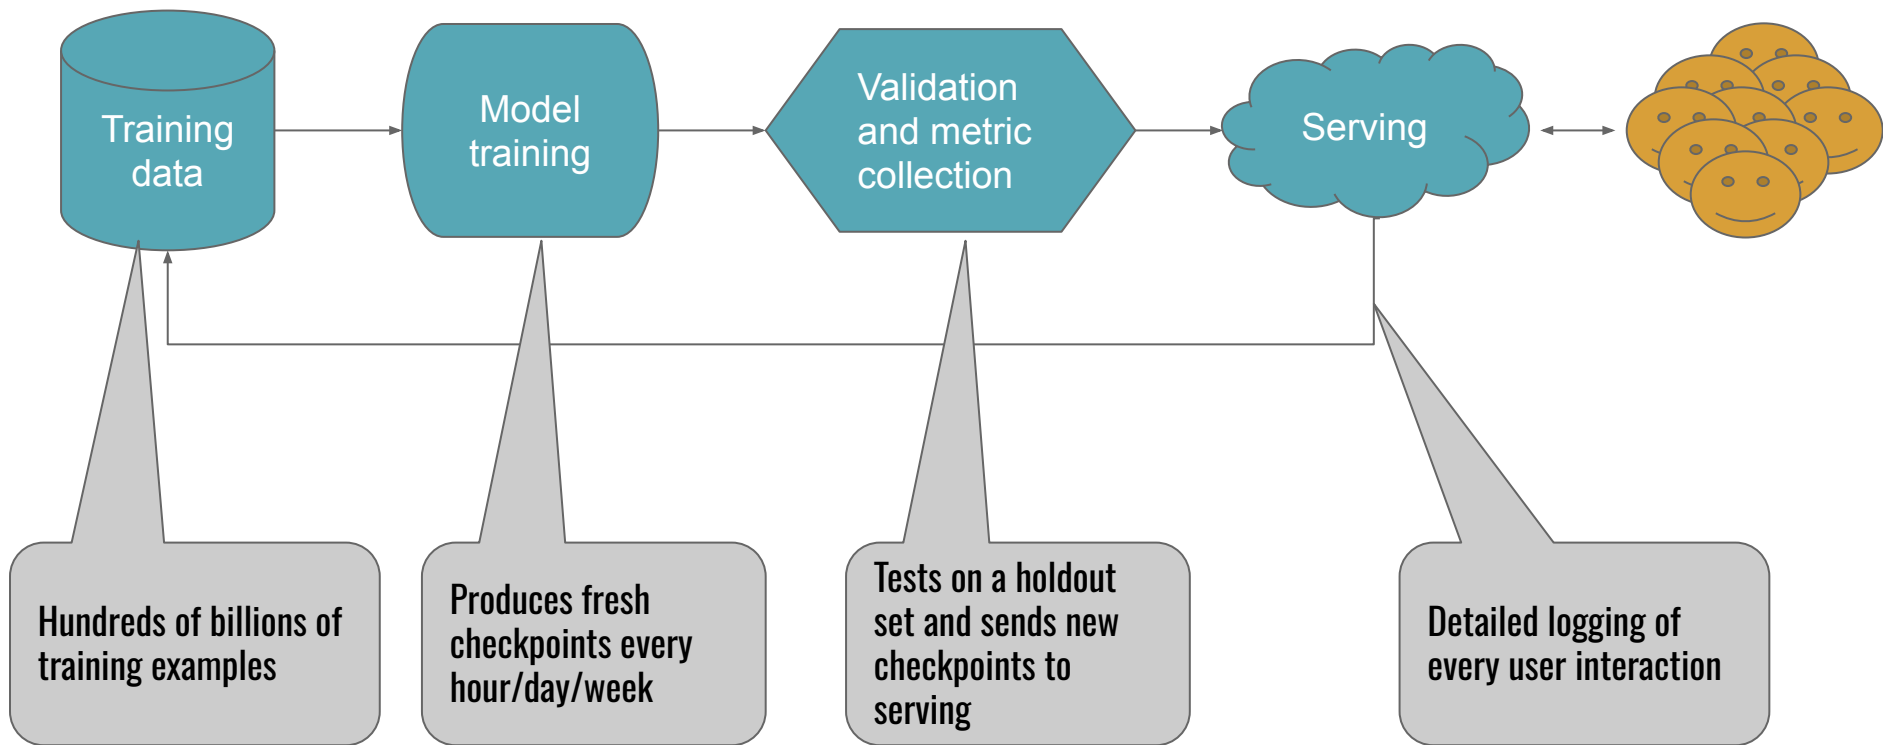 Training
data
Model
training
Validation
and metric
collection
Serving
Hundreds of billions of
training examples
Produces fresh
checkpoints every
hour/day/week
Tests on a holdout
set and sends new
checkpoints to
serving
Detailed logging of
every user interaction